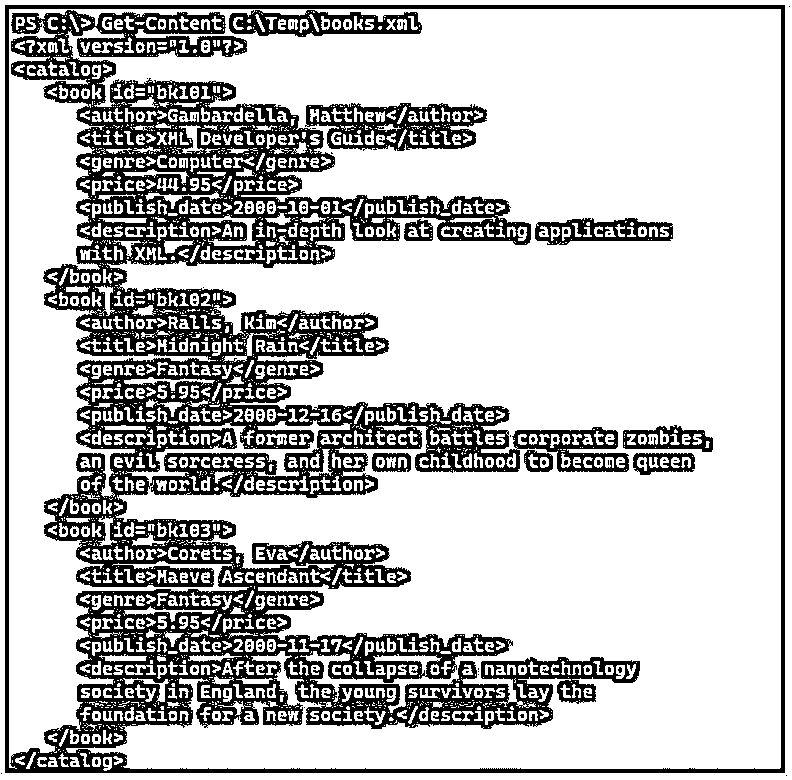 PS C:\> Get-Content C:\Temp\books.xml
<?xml version="1.0"?>
<catalog>
   <book id="bk101">
      <author>Gambardella, Matthew</author>
      <title>XML Developer's Guide</title>
      <genre>Computer</genre>
      <price>44.95</price>
      <publish_date>2000-10-01</publish_date>
      <description>An in-depth look at creating applications
      with XML.</description>
   </book>
   <book id="bk102">
      <author>Ralls, Kim</author>
      <title>Midnight Rain</title>
      <genre>Fantasy</genre>
      <price>5.95</price>
      <publish_date>2000-12-16</publish_date>
      <description>A former architect battles corporate zombies,
      an evil sorceress, and her own childhood to become queen
      of the world.</description>
   </book>
   <book id="bk103">
      <author>Corets, Eva</author>
      <title>Maeve Ascendant</title>
      <genre>Fantasy</genre>
      <price>5.95</price>
      <publish_date>2000-11-17</publish_date>
      <description>After the collapse of a nanotechnology
      society in England, the young survivors lay the
      foundation for a new society.</description>
   </book>
</catalog>